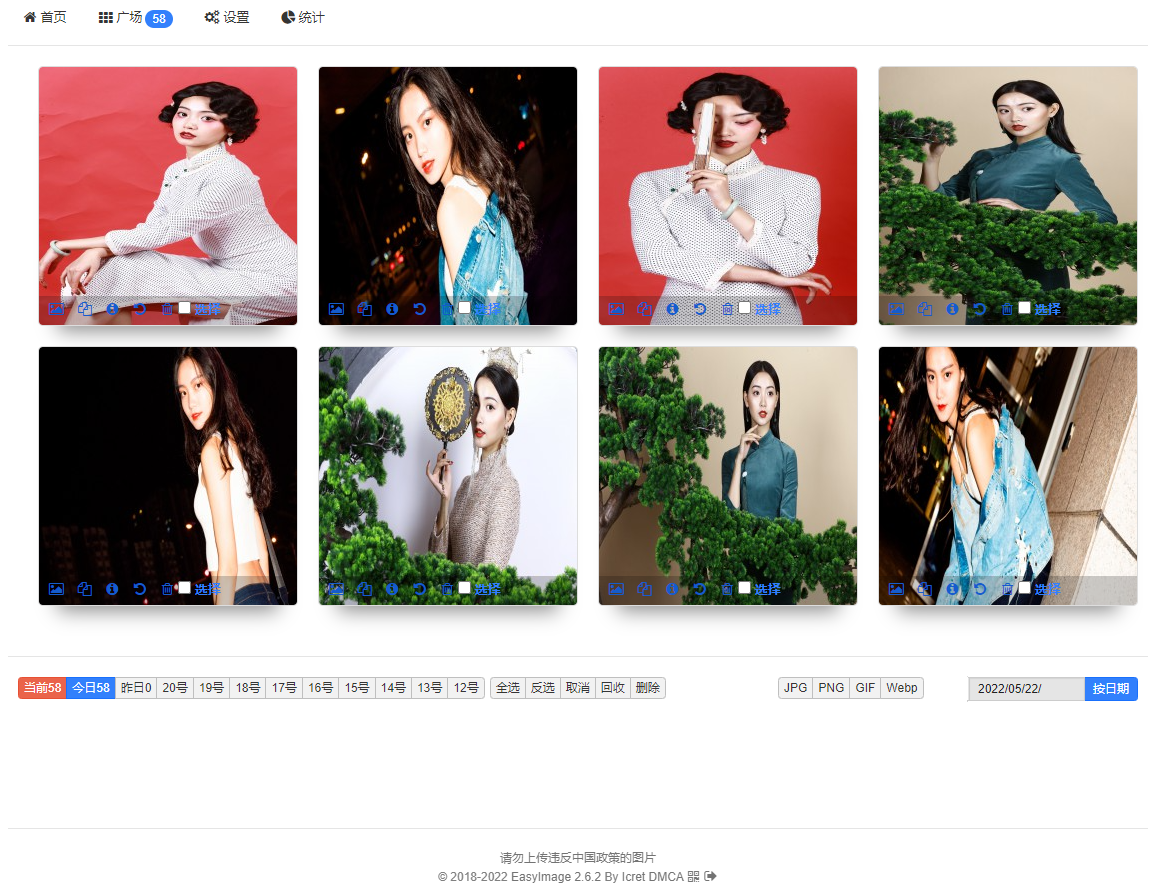 首页 广场 58 设置 统计
选择 选择 选择 选择
选择 选择 选择 选择
当前58 今日58 昨日0 20号 19号 18号 17号 16号 15号 14号 13号 12号 全选 反选 取消 回收 删除 JPG PNG GIF Webp 2022/05/22/ 按日期
请勿上传违反中国政策的图片
© 2018-2022 EasyImage 2.6.2 By Icret DMCA